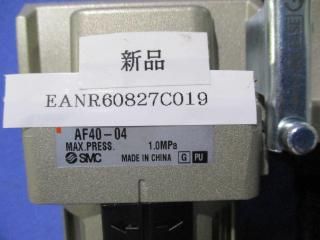 新品
EANR60827C019
AF40-04
MAX.PRESS. 1.0MPa
SMC MADE IN CHINA G PU